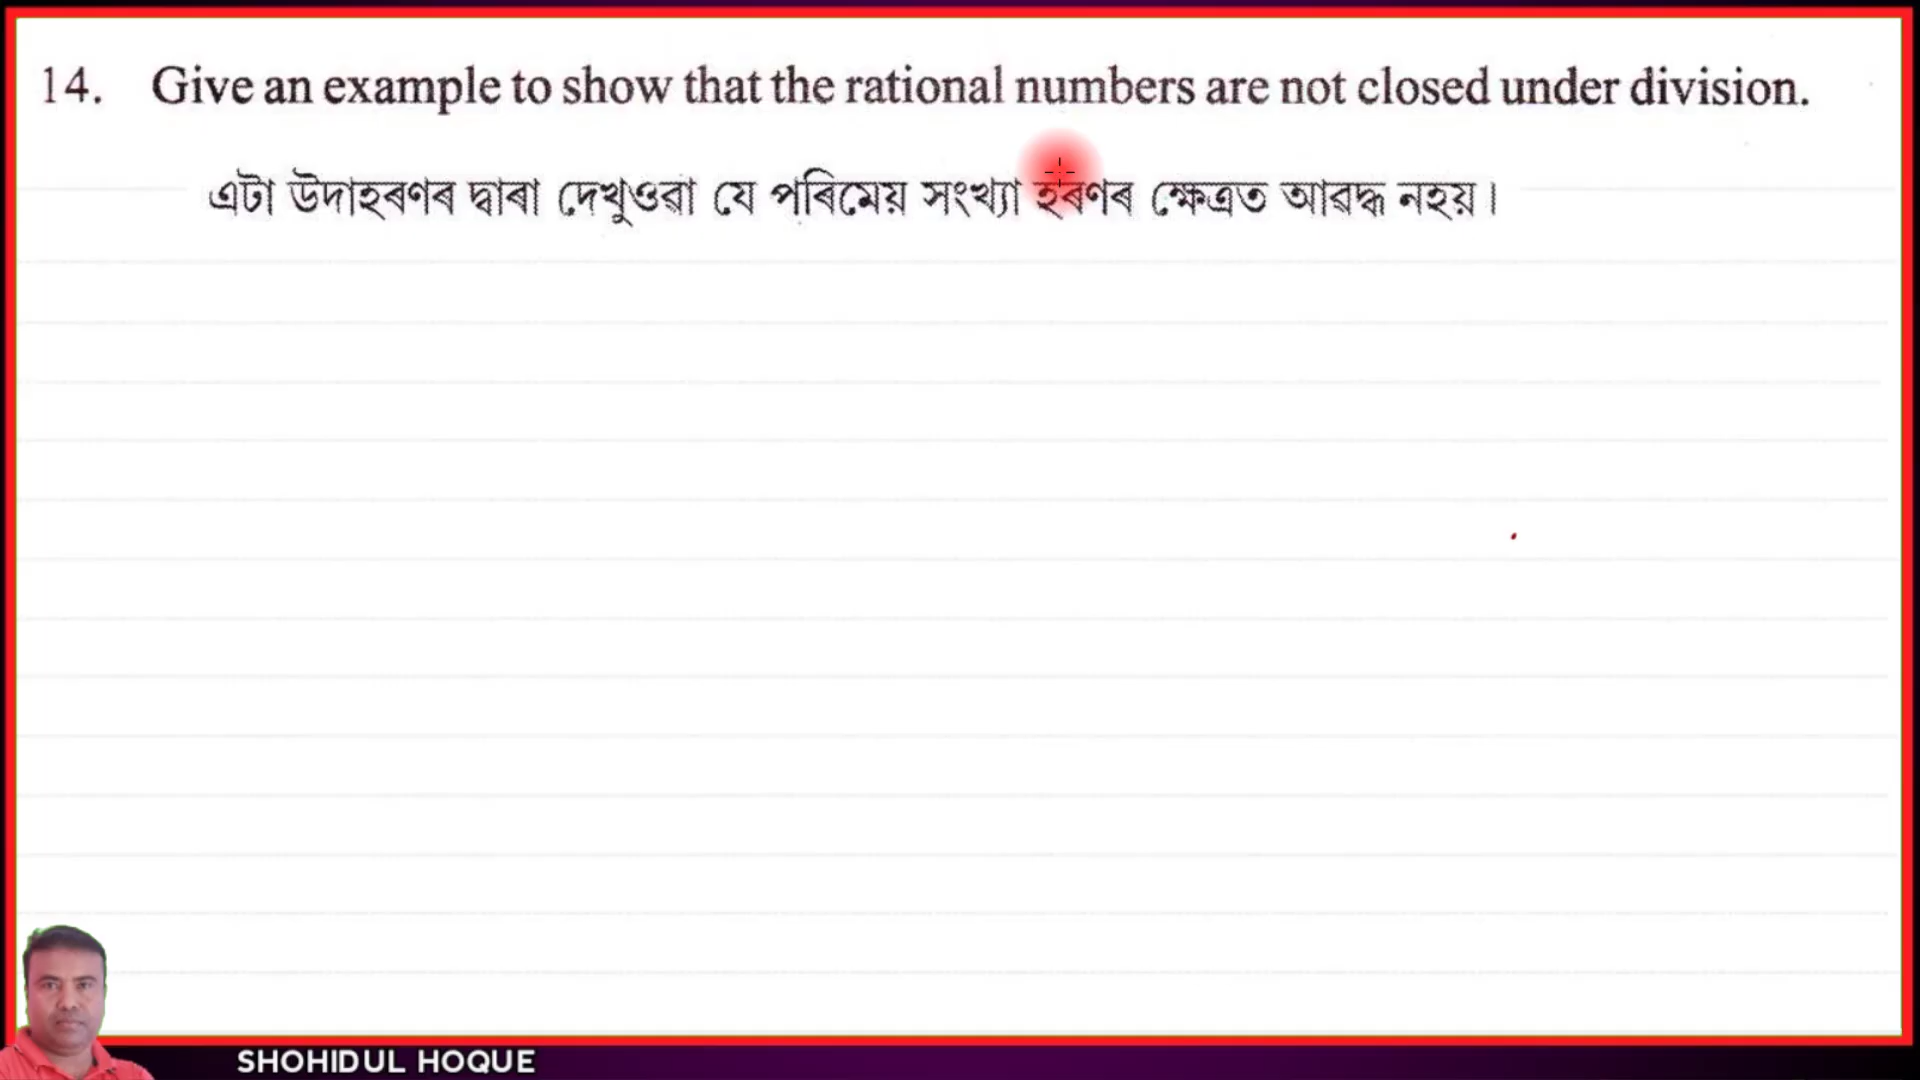 14. Give an example to show that the rational numbers are not closed under division.
এটা উদাহৰণৰ দ্বাৰা দেখুওৱা যে পৰিমেয় সংখ্যা হৰণৰ ক্ষেত্ৰত আৱদ্ধ নহয়।
SHOHIDUL HOQUE